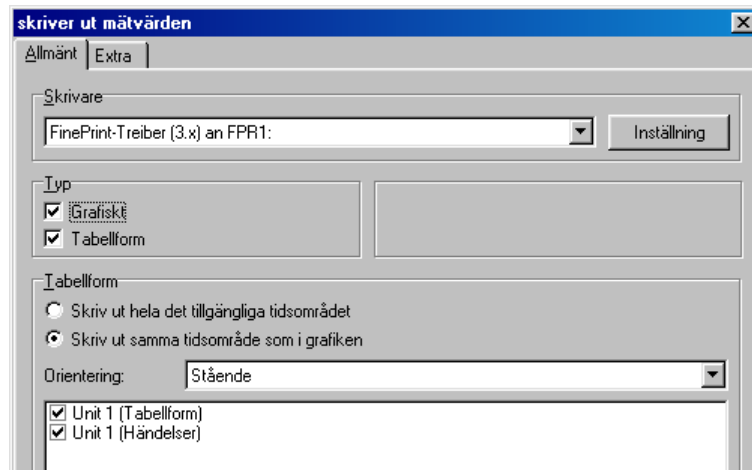 skriver ut mätvärden
Allmänt Extra
Skrivare
FinePrint-Treiber (3.x) an FPR1: Inställning
Typ
Grafiskt
Tabellform
Tabellform
Skriv ut hela det tillgängliga tidsområdet
Skriv ut samma tidsområde som i grafiken
Orientering: Stående
Unit 1 (Tabellform)
Unit 1 (Händelser)